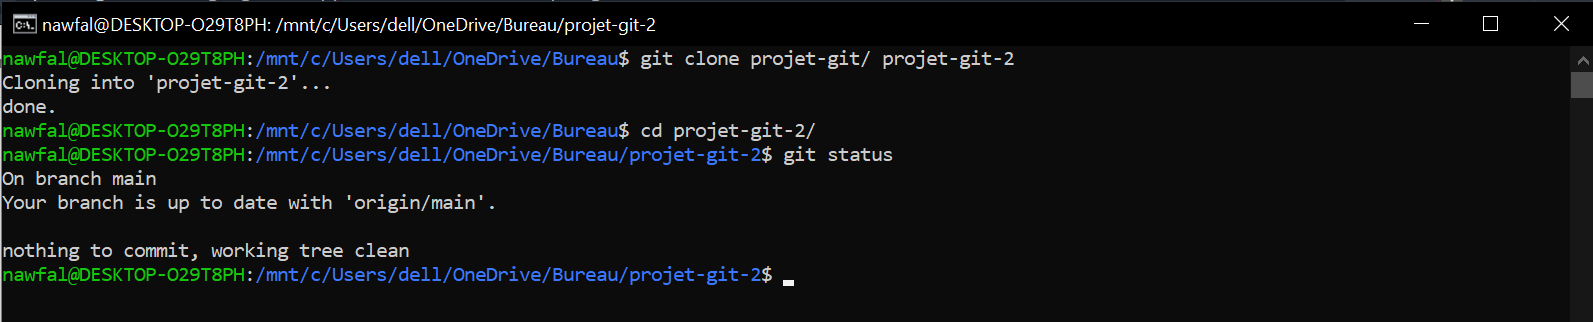 nawfal@DESKTOP-O29T8PH: /mnt/c/Users/dell/OneDrive/Bureau/projet-git-2
nawfal@DESKTOP-O29T8PH:/mnt/c/Users/dell/OneDrive/Bureau$ git clone projet-git/ projet-git-2
Cloning into 'projet-git-2'...
done.
nawfal@DESKTOP-O29T8PH:/mnt/c/Users/dell/OneDrive/Bureau$ cd projet-git-2/
nawfal@DESKTOP-O29T8PH:/mnt/c/Users/dell/OneDrive/Bureau/projet-git-2$ git status
On branch main
Your branch is up to date with 'origin/main'.
nothing to commit, working tree clean
nawfal@DESKTOP-O29T8PH:/mnt/c/Users/dell/OneDrive/Bureau/projet-git-2$